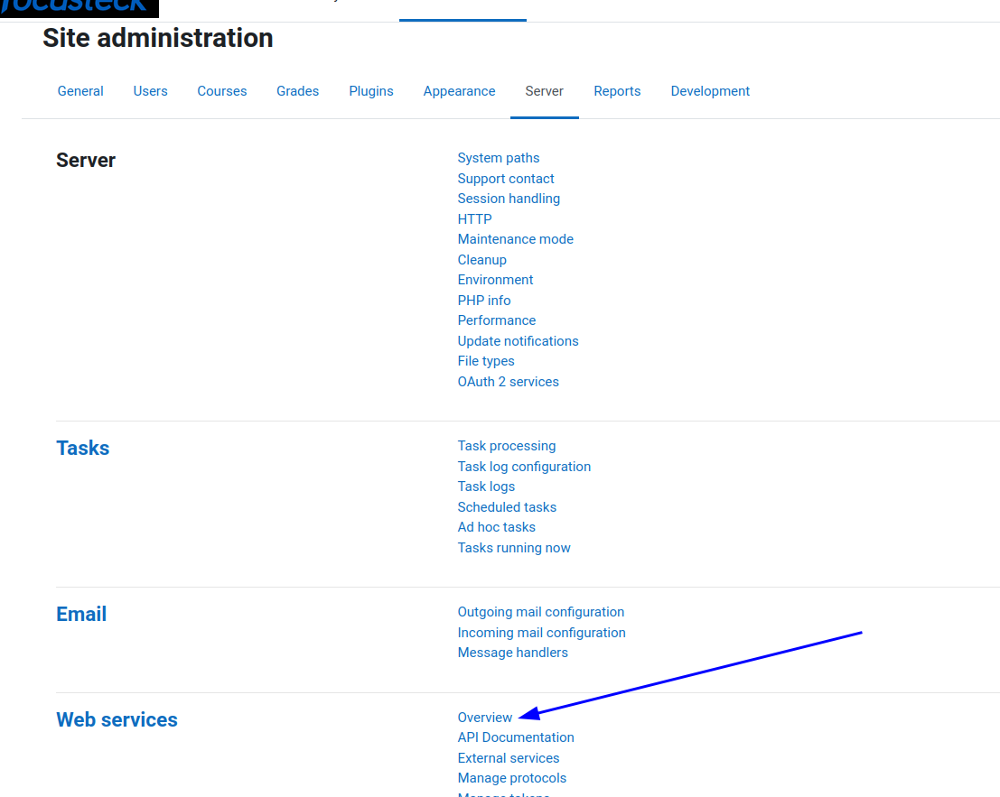 Site administration
General Users Courses Grades Plugins Appearance Server Reports Development
Server
System paths
Support contact
Session handling
HTTP
Maintenance mode
Cleanup
Environment
PHP info
Performance
Update notifications
File types
OAuth 2 services
Tasks
Task processing
Task log configuration
Task logs
Scheduled tasks
Ad hoc tasks
Tasks running now
Email
Outgoing mail configuration
Incoming mail configuration
Message handlers
Web services
Overview
API Documentation
External services
Manage protocols